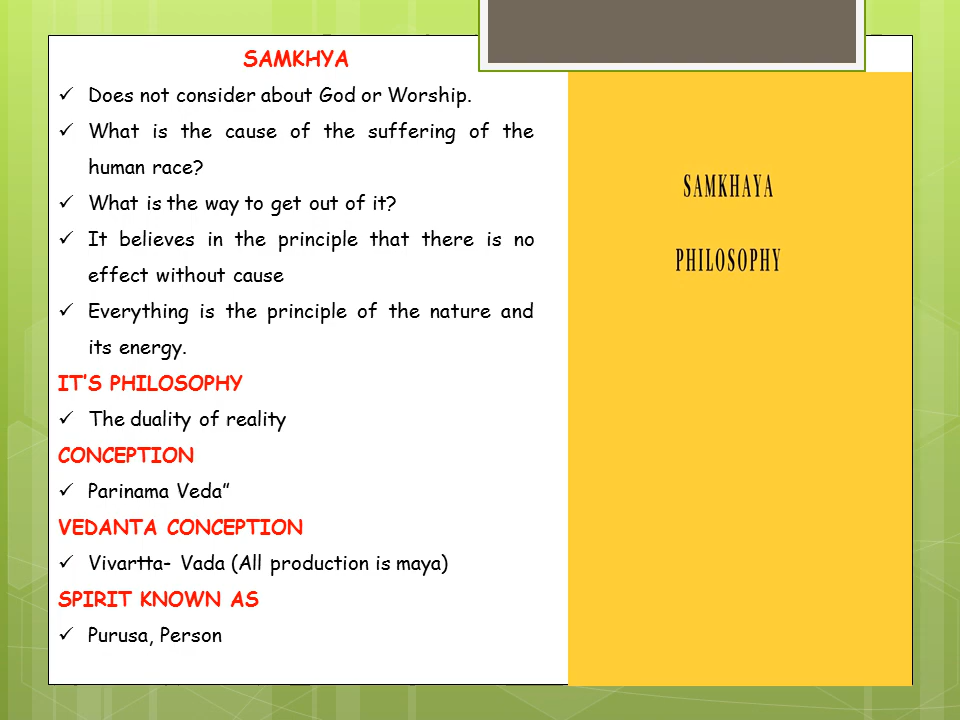 SAMKHYA
✓ Does not consider about God or Worship.
✓ What is the cause of the suffering of the
human race?
✓ What is the way to get out of it?
✓ It believes in the principle that there is no
effect without cause
✓ Everything is the principle of the nature and
its energy.
IT'S PHILOSOPHY
✓ The duality of reality
CONCEPTION
✓ Parinama Veda”
VEDANTA CONCEPTION
✓ Vivartta- Vada (All production is maya)
SPIRIT KNOWN AS
✓ Purusa, Person
SAMKHAYA
PHILOSOPHY